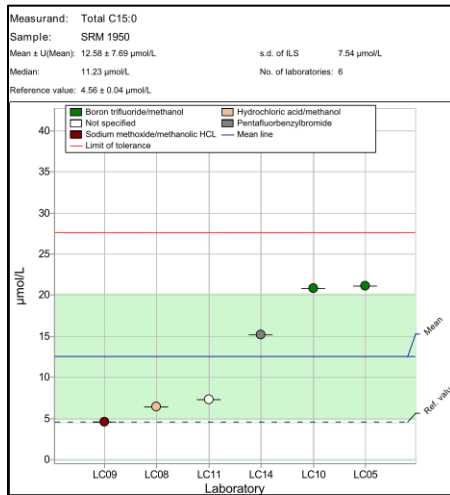 Measurand: Total C15:0
Sample: SRM 1950
Mean ± U(Mean): 12.58 ± 7.69 µmol/L s.d. of ILS 7.54 µmol/L
Median: 11.23 µmol/L No. of laboratories: 6
Reference value: 4.56 ± 0.04 µmol/L
Boron trifluoride/methanol Hydrochloric acid/methanol
Not specified Pentafluorbenzylbromide
Sodium methoxide/methanolic HCL Mean line
Limit of tolerance
40
35
30
25
20
15
10
5
0
µmol/L
Mean
Ref. value
LC09 LC08 LC11 LC14 LC10 LC05
Laboratory